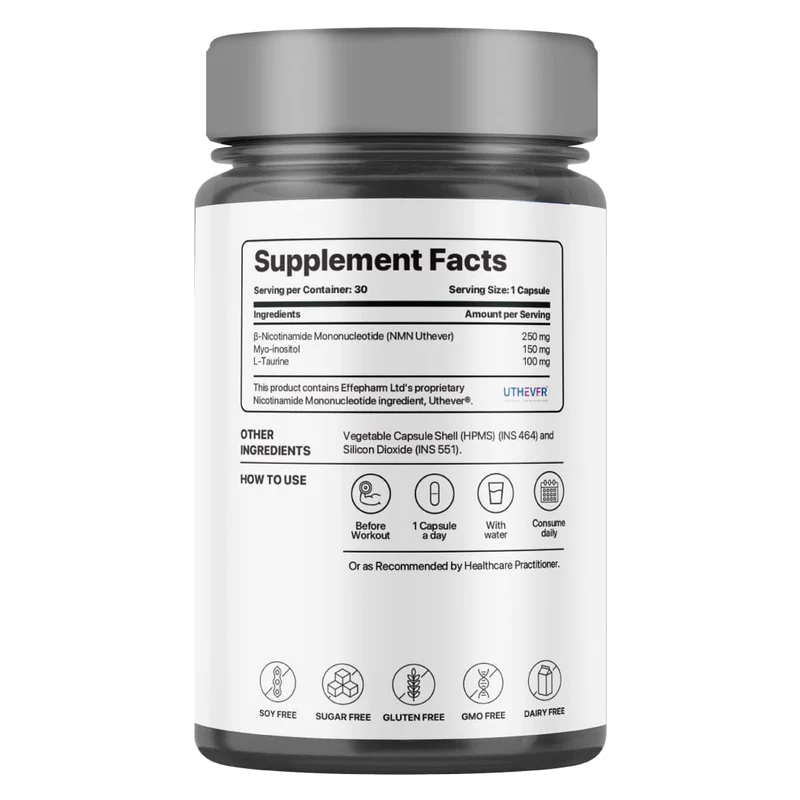 Supplement Facts
Serving per Container: 30 Serving Size: 1 Capsule
Ingredients Amount per Serving
β-Nicotinamide Mononucleotide (NMN Uthever) 250 mg
Myo-inositol 150 mg
L-Taurine 100 mg
This product contains Effepharm Ltd's proprietary
Nicotinamide Mononucleotide ingredient, Uthever®.
UTHEVER®
OTHER
INGREDIENTS
Vegetable Capsule Shell (HPMS) (INS 464) and
Silicon Dioxide (INS 551).
HOW TO USE
Before
Workout
1 Capsule
a day
With
water
Consume
daily
Or as Recommended by Healthcare Practitioner.
SOY FREE
SUGAR FREE
GLUTEN FREE
GMO FREE
DAIRY FREE